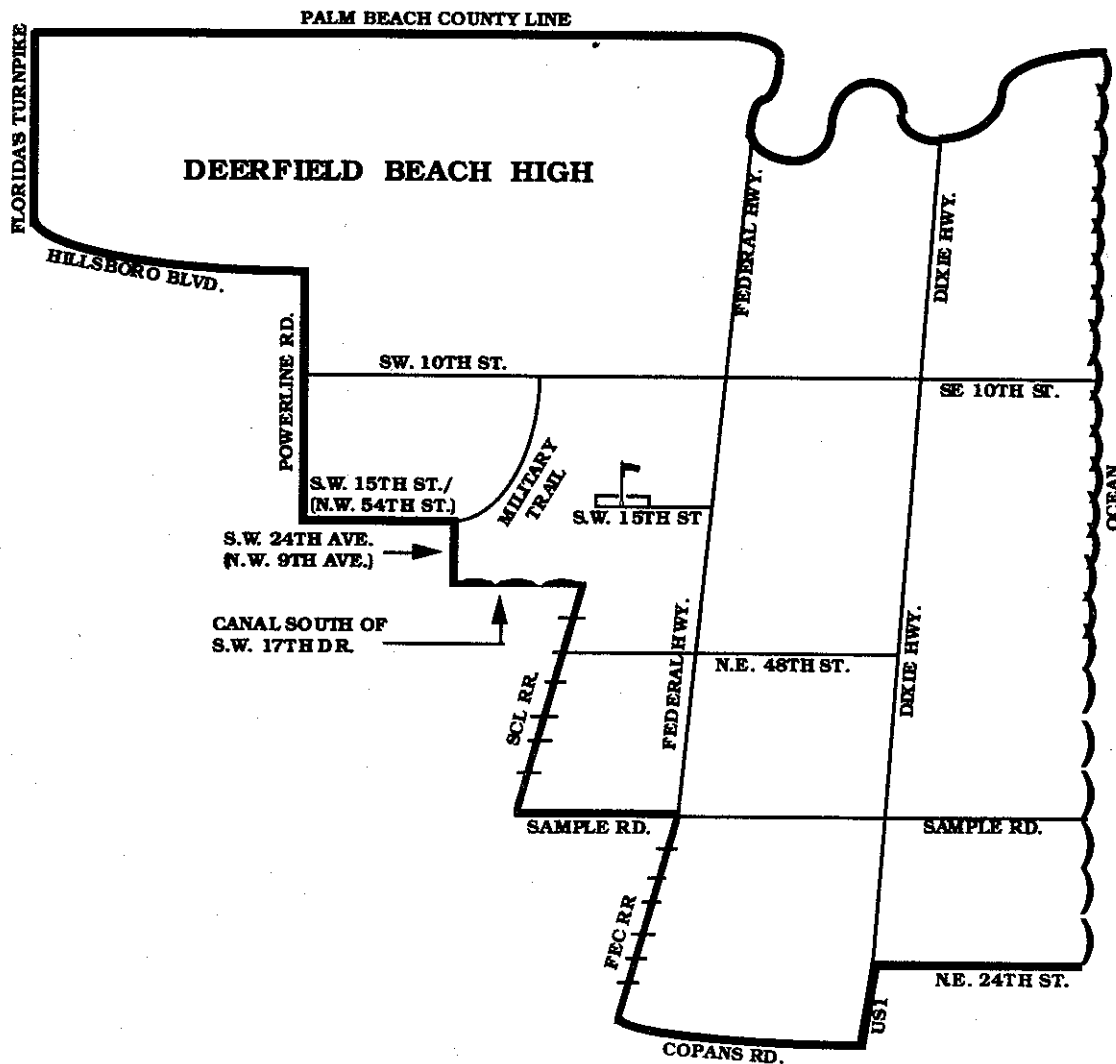 PALM BEACH COUNTY LINE
FLORIDA'S TURNPIKE
DEERFIELD BEACH HIGH
FEDERAL HWY.
DIXIE HWY.
HILLSBORO BLVD.
POWERLINE RD.
SW. 10TH ST.
SE 10TH ST.
MILITARY
TRAIL
S.W. 15TH ST./
(N.W. 54TH ST.)
S.W. 15TH ST
OCEAN
S.W. 24TH AVE.
(N.W. 9TH AVE.)
CANAL SOUTH OF
S.W. 17TH DR.
FEDERAL HWY.
DIXIE HWY.
N.E. 48TH ST.
SCL RR.
SAMPLE RD.
SAMPLE RD.
FEC RR
N.E. 24TH ST.
US1
COPANS RD.